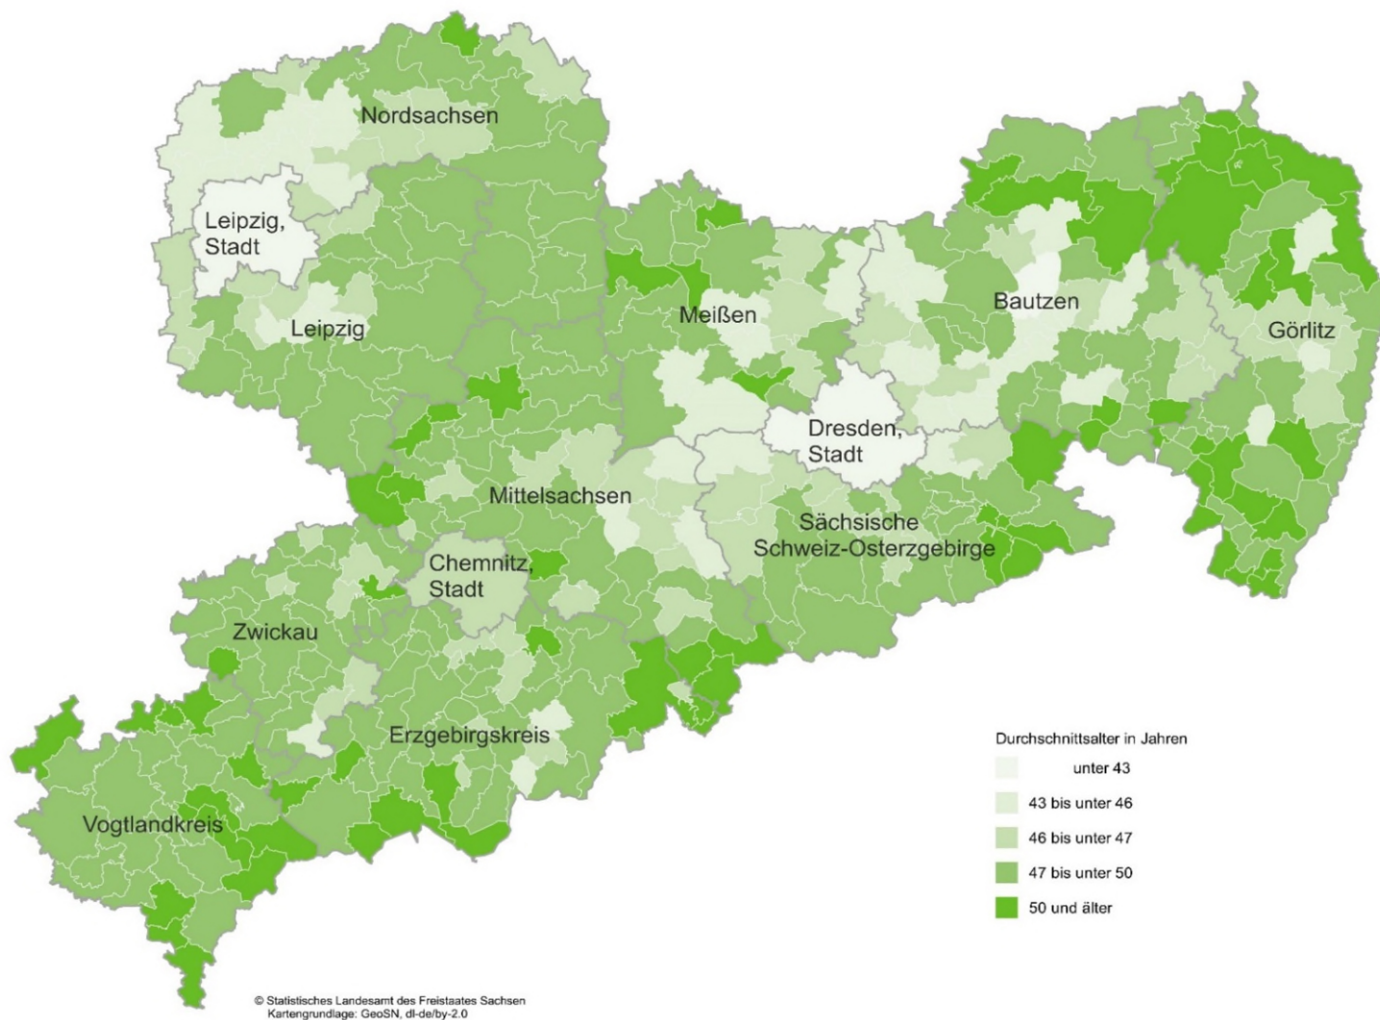 Nordsachsen
Leipzig,
Stadt
Leipzig
Meißen
Bautzen
Görlitz
Dresden,
Stadt
Mittelsachsen
Sächsische
Schweiz-Osterzgebirge
Chemnitz,
Stadt
Zwickau
Erzgebirgskreis
Vogtlandkreis
Durchschnittsalter in Jahren
unter 43
43 bis unter 46
46 bis unter 47
47 bis unter 50
50 und älter
© Statistisches Landesamt des Freistaates Sachsen
Kartengrundlage: GeoSN, dl-de/by-2.0